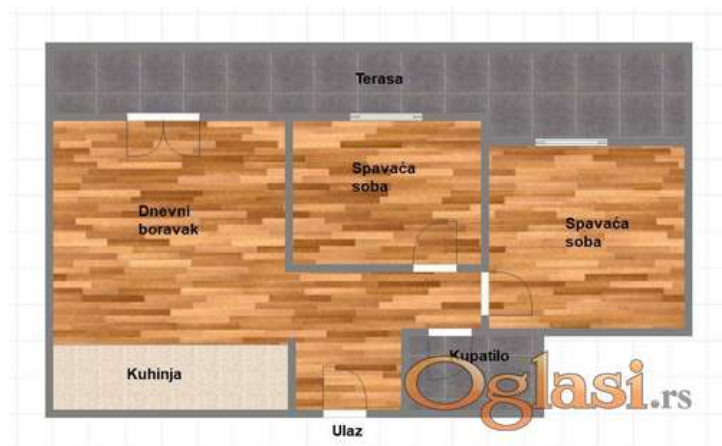 Terasa
Spavaća
soba
Dnevni
boravak
Spavaća
soba
Kupatilo
Kuhinja
Oglasi.rs
Ulaz